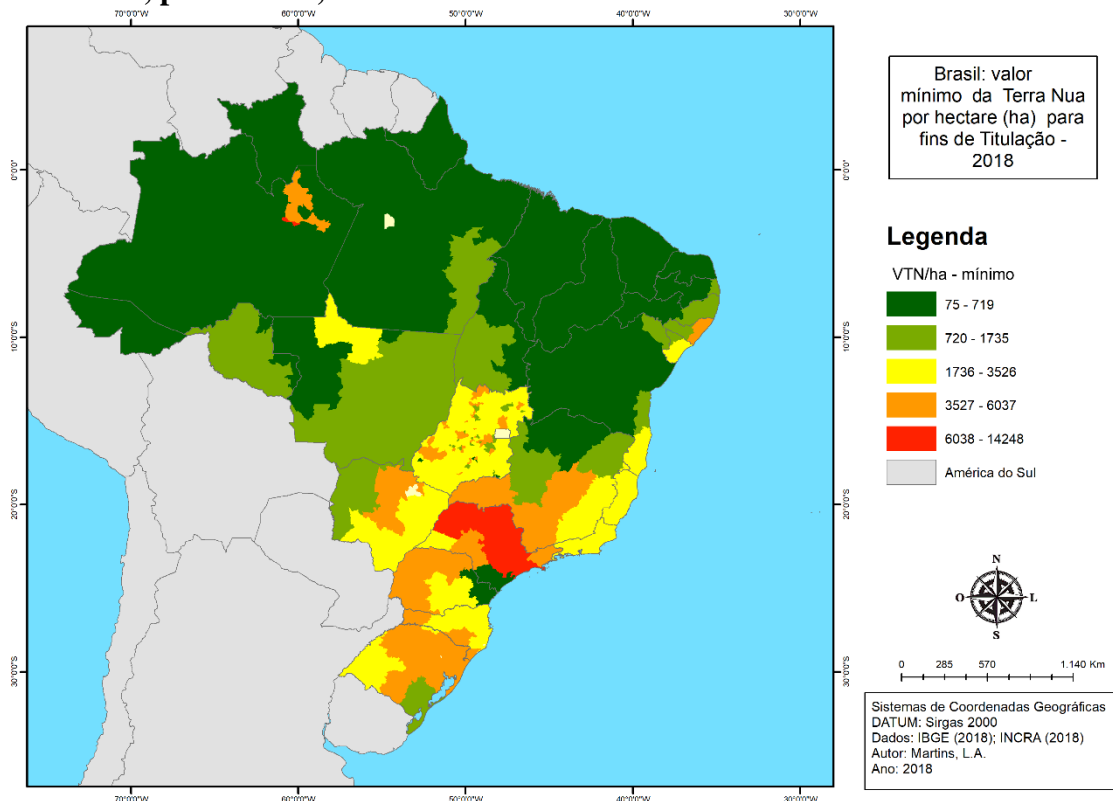 70°0'0"W 60°0'0"W 50°0'0"W 40°0'0"W 30°0'0"W
0°0'0"
10°0'0"S
20°0'0"S
30°0'0"S
0°0'0"
10°0'0"S
20°0'0"S
30°0'0"S
70°0'0"W 60°0'0"W 50°0'0"W 40°0'0"W 30°0'0"W
Brasil: valor
mínimo da Terra Nua
por hectare (ha) para
fins de Titulação -
2018
Legenda
VTN/ha - mínimo
75 - 719
720 - 1735
1736 - 3526
3527 - 6037
6038 - 14248
América do Sul
N
O L
S
0 285 570 1.140 Km
Sistemas de Coordenadas Geográficas
DATUM: Sirgas 2000
Dados: IBGE (2018); INCRA (2018)
Autor: Martins, L.A.
Ano: 2018